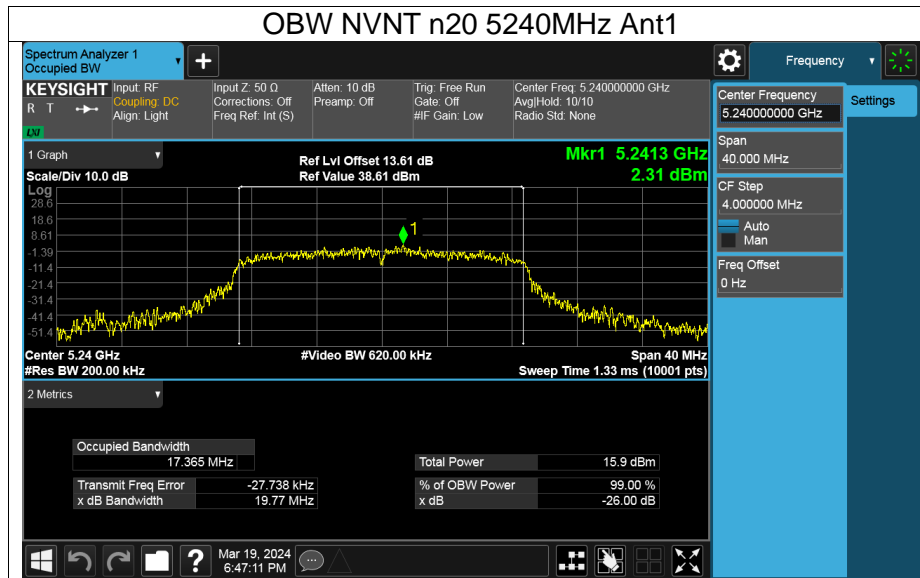 OBW NVNT n20 5240MHz Ant1
Spectrum Analyzer 1
Occupied BW
+
Frequency
KEYSIGHT
R T
LXI
Input: RF
Coupling: DC
Align: Light
Input Z: 50 Ω
Corrections: Off
Freq Ref: Int (S)
Atten: 10 dB
Preamp: Off
Trig: Free Run
Gate: Off
#IF Gain: Low
Center Freq: 5.240000000 GHz
Avg|Hold: 10/10
Radio Std: None
Center Frequency
5.240000000 GHz
Settings
Span
40.000 MHz
CF Step
4.000000 MHz
Auto
Man
Freq Offset
0 Hz
1 Graph
Scale/Div 10.0 dB
Ref Lvl Offset 13.61 dB
Ref Value 38.61 dBm
Mkr1 5.2413 GHz
2.31 dBm
Log
28.6
18.6
8.61
-1.39
-11.4
-21.4
-31.4
-41.4
-51.4
1
Center 5.24 GHz
#Video BW 620.00 kHz
Span 40 MHz
#Res BW 200.00 kHz
Sweep Time 1.33 ms (10001 pts)
2 Metrics
Occupied Bandwidth
17.365 MHz
Total Power 15.9 dBm
Transmit Freq Error -27.738 kHz
% of OBW Power 99.00 %
x dB Bandwidth 19.77 MHz
x dB -26.00 dB
?
Mar 19, 2024
6:47:11 PM